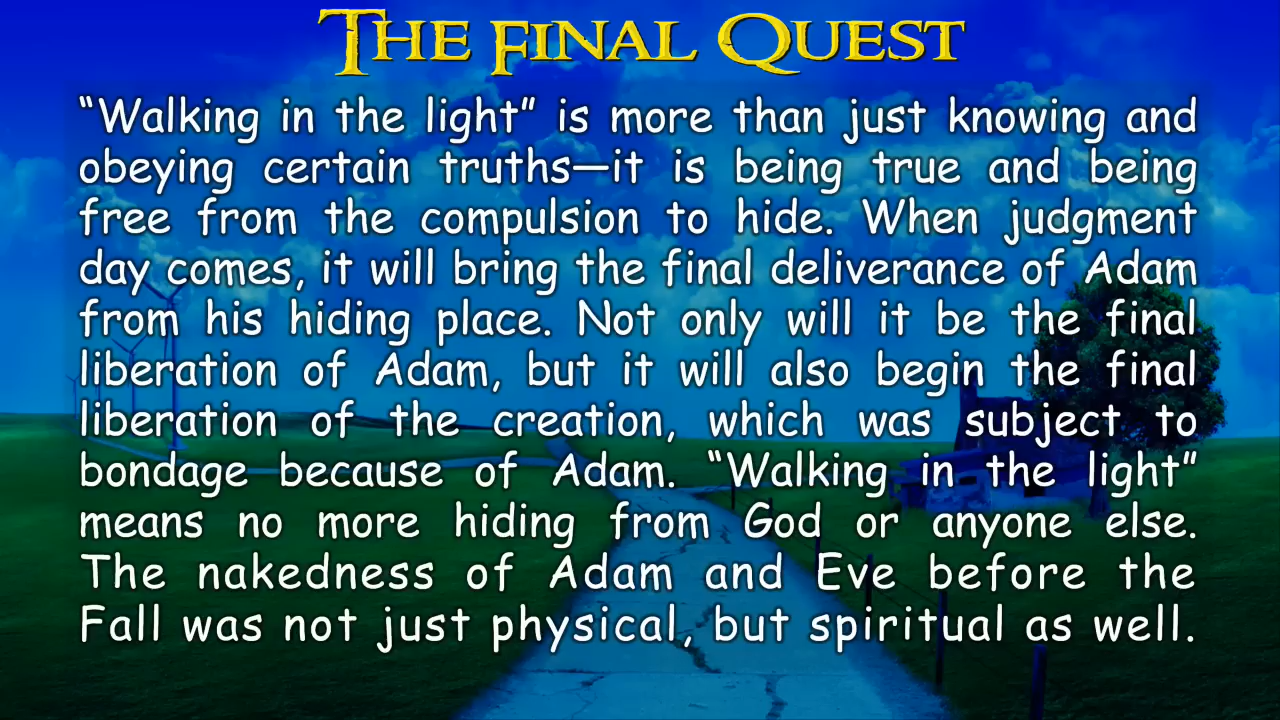 The Final Quest
“Walking in the light” is more than just knowing and
obeying certain truths—it is being true and being
free from the compulsion to hide. When judgment
day comes, it will bring the final deliverance of Adam
from his hiding place. Not only will it be the final
liberation of Adam, but it will also begin the final
liberation of the creation, which was subject to
bondage because of Adam. “Walking in the light”
means no more hiding from God or anyone else.
The nakedness of Adam and Eve before the
Fall was not just physical, but spiritual as well.